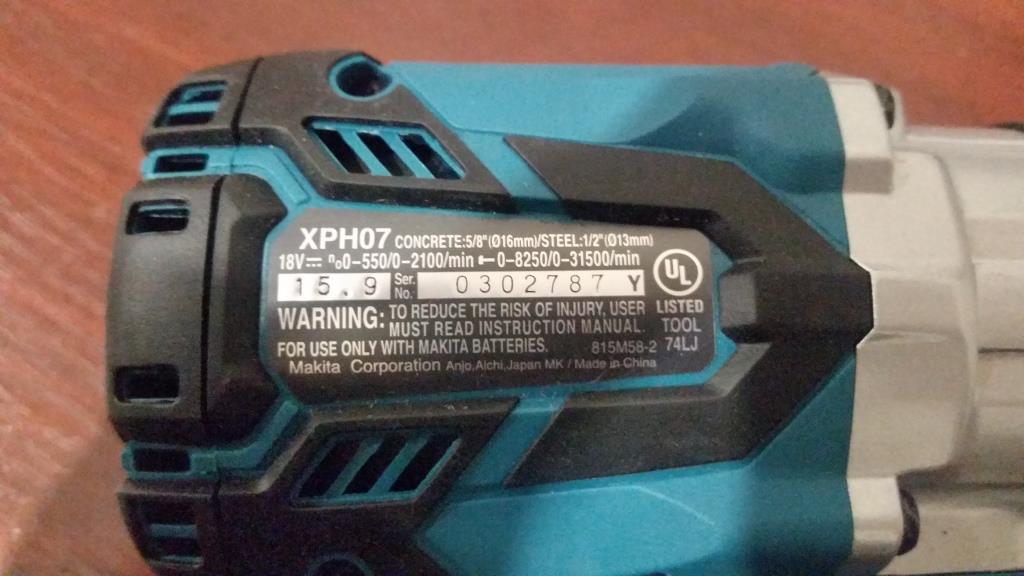 XPH07 CONCRETE:5/8"(Ø16mm)/STEEL:1/2"(Ø13mm)
18V⎓ n₀0-550/0-2100/min 0-8250/0-31500/min
15.9 Ser. No. 0302787 Y
UL
LISTED
TOOL
74LJ
WARNING: TO REDUCE THE RISK OF INJURY, USER
MUST READ INSTRUCTION MANUAL.
FOR USE ONLY WITH MAKITA BATTERIES. 815M58-2
Makita Corporation Anjo,Aichi,Japan MK / Made in China